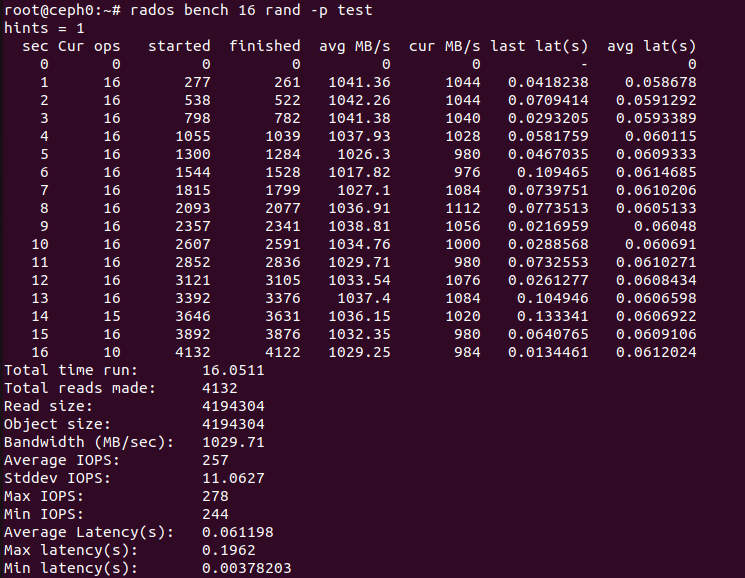 root@ceph0:~# rados bench 16 rand -p test
hints = 1
  sec Cur ops   started  finished  avg MB/s  cur MB/s last lat(s)  avg lat(s)
    0       0         0         0         0         0           -           0
    1      16       277       261   1041.36      1044   0.0418238    0.058678
    2      16       538       522   1042.26      1044   0.0709414   0.0591292
    3      16       798       782   1041.38      1040   0.0293205   0.0593389
    4      16      1055      1039   1037.93      1028   0.0581759    0.060115
    5      16      1300      1284    1026.3       980   0.0467035   0.0609333
    6      16      1544      1528   1017.82       976    0.109465   0.0614685
    7      16      1815      1799    1027.1      1084   0.0739751   0.0610206
    8      16      2093      2077   1036.91      1112   0.0773513   0.0605133
    9      16      2357      2341   1038.81      1056   0.0216959     0.06048
   10      16      2607      2591   1034.76      1000   0.0288568    0.060691
   11      16      2852      2836   1029.71       980   0.0732553   0.0610271
   12      16      3121      3105   1033.54      1076   0.0261277   0.0608434
   13      16      3392      3376    1037.4      1084    0.104946   0.0606598
   14      15      3646      3631   1036.15      1020    0.133341   0.0606922
   15      16      3892      3876   1032.35       980   0.0640765   0.0609106
   16      10      4132      4122   1029.25       984   0.0134461   0.0612024
Total time run:       16.0511
Total reads made:     4132
Read size:            4194304
Object size:          4194304
Bandwidth (MB/sec):   1029.71
Average IOPS:         257
Stddev IOPS:          11.0627
Max IOPS:             278
Min IOPS:             244
Average Latency(s):   0.061198
Max latency(s):       0.1962
Min latency(s):       0.00378203